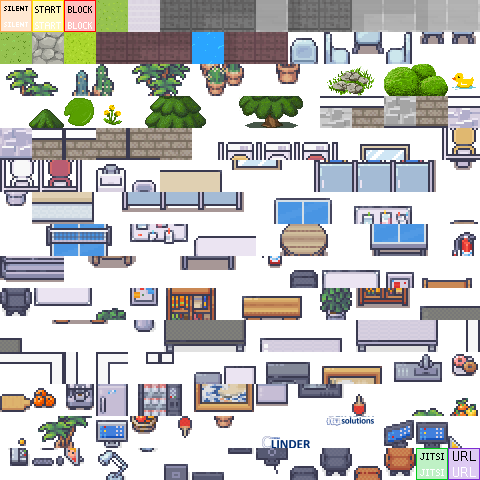 SILENT START BLOCK
SILENT START BLOCK
solutions
LINDER
JITSI URL
JITSI URL